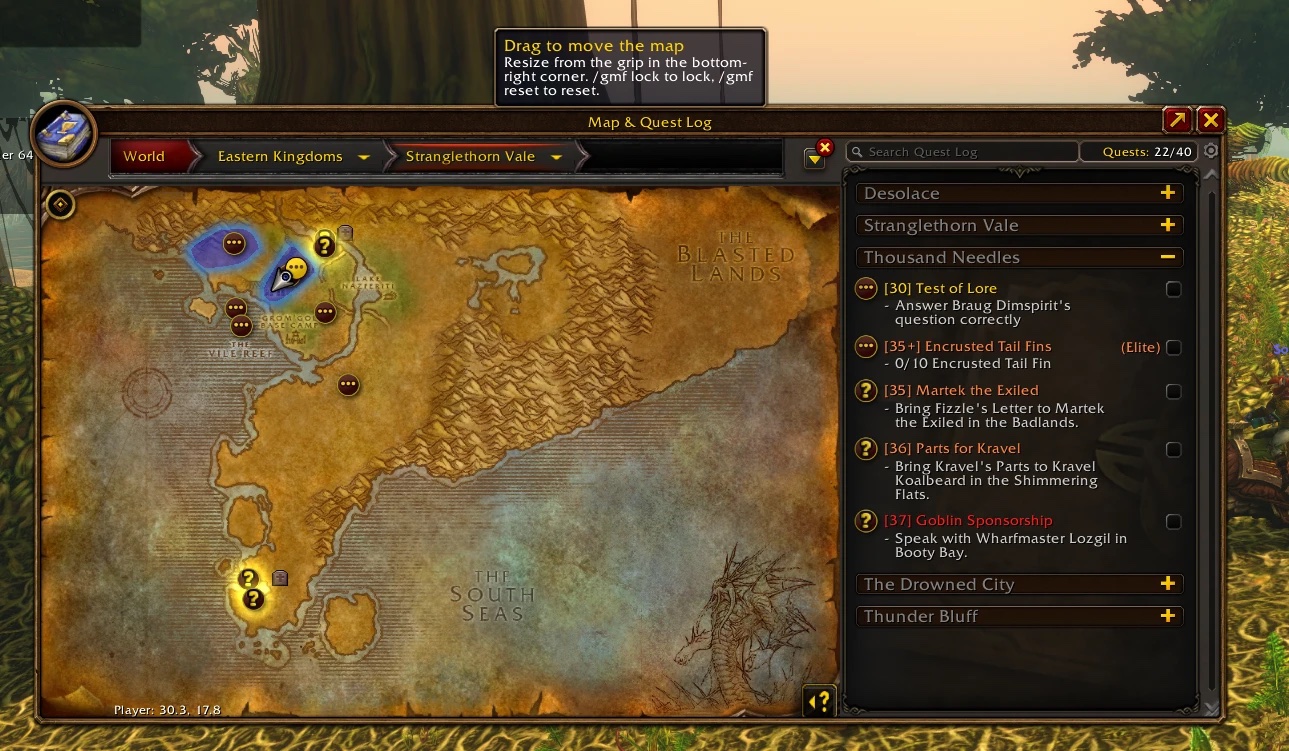 Drag to move the map
Resize from the grip in the bottom-
right corner. /gmf lock to lock, /gmf
reset to reset.
Map & Quest Log
er 64
World
Eastern Kingdoms
Stranglethorn Vale
Search Quest Log
Quests: 22/40
Desolace
Stranglethorn Vale
Thousand Needles
[30] Test of Lore
- Answer Braug Dimspirit's
question correctly
[35+] Encrusted Tail Fins
(Elite)
- 0/10 Encrusted Tail Fin
[35] Martek the Exiled
- Bring Fizzle's Letter to Martek
the Exiled in the Badlands.
[36] Parts for Kravel
- Bring Kravel's Parts to Kravel
Koalbeard in the Shimmering
Flats.
[37] Goblin Sponsorship
- Speak with Wharfmaster Lozgil in
Booty Bay.
The Drowned City
Thunder Bluff
THE
BLASTED
LANDS
LAKE
NAZFERITI
GROM'GOL
BASE CAMP
THE
VILE REEF
THE
SOUTH
SEAS
Player: 30.3, 17.8